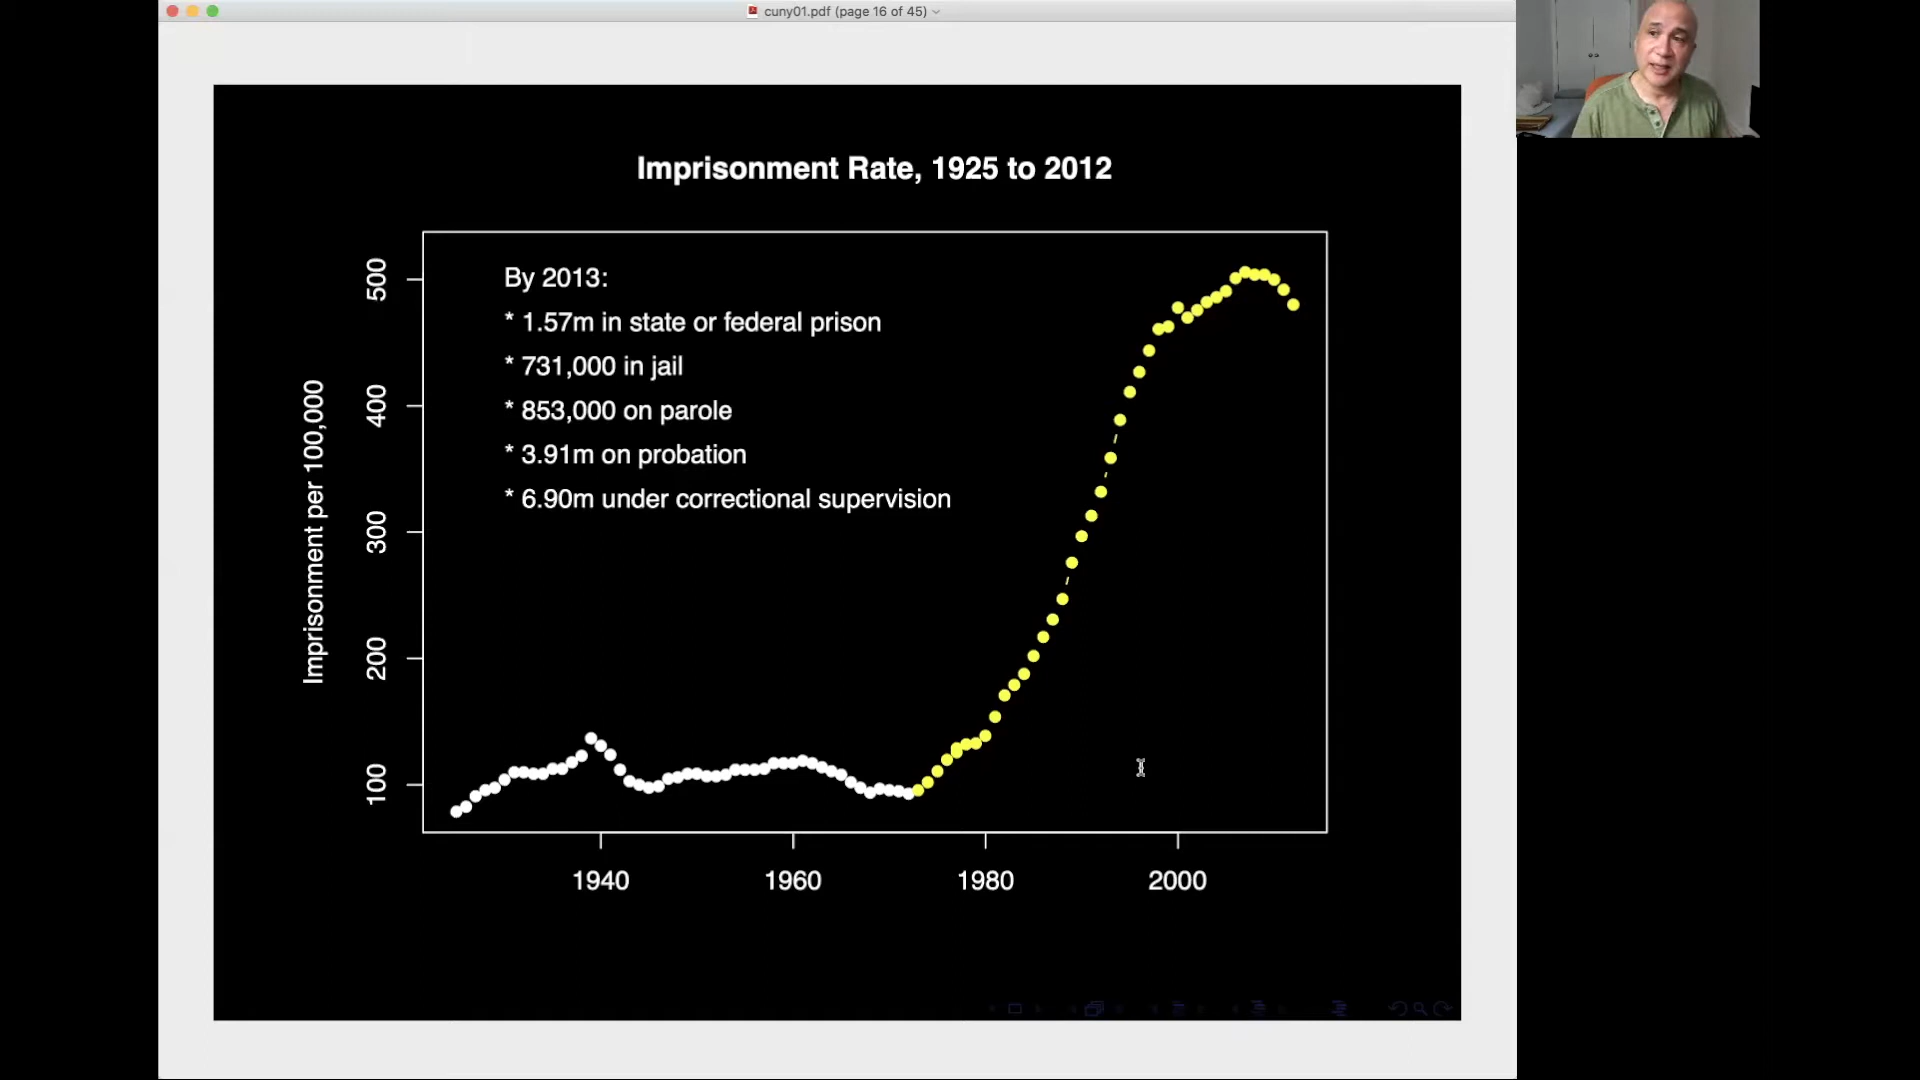 cuny01.pdf (page 16 of 45)
Imprisonment Rate, 1925 to 2012
By 2013:
* 1.57m in state or federal prison
* 731,000 in jail
* 853,000 on parole
* 3.91m on probation
* 6.90m under correctional supervision
Imprisonment per 100,000
500
400
300
200
100
1940
1960
1980
2000